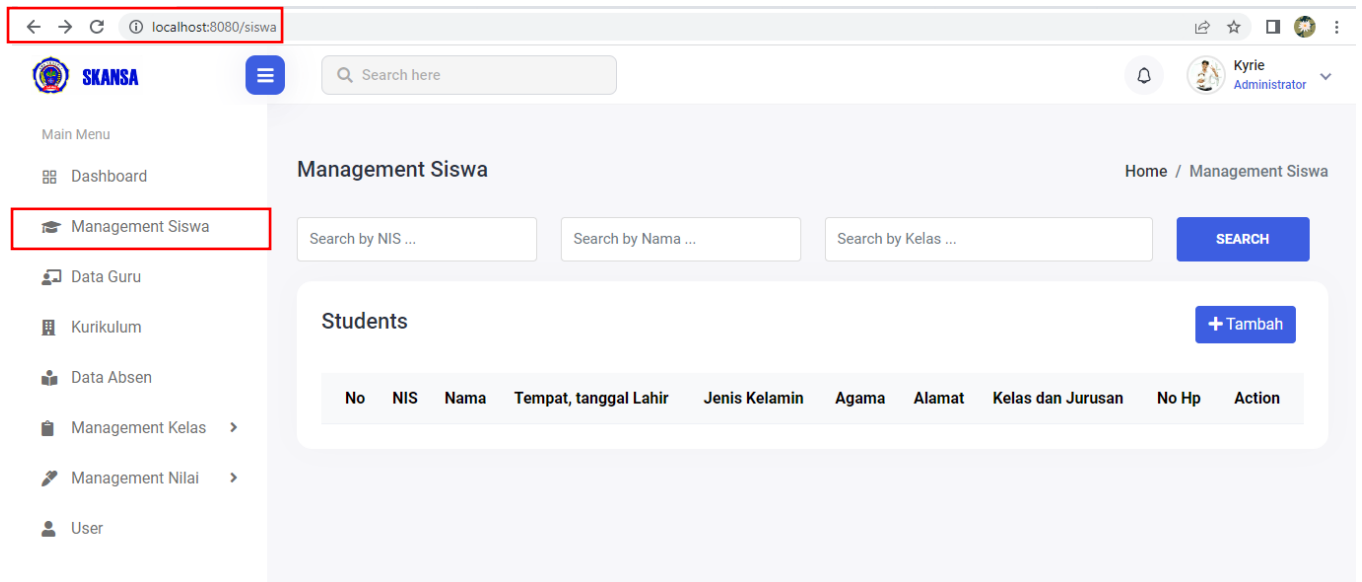 localhost:8080/siswa
SKANSA
Search here
Kyrie
Administrator
Main Menu
Dashboard
Management Siswa
Data Guru
Kurikulum
Data Absen
Management Kelas
Management Nilai
User
Management Siswa
Home / Management Siswa
Search by NIS ...
Search by Nama ...
Search by Kelas ...
SEARCH
Students
Tambah
No NIS Nama Tempat, tanggal Lahir Jenis Kelamin Agama Alamat Kelas dan Jurusan No Hp Action